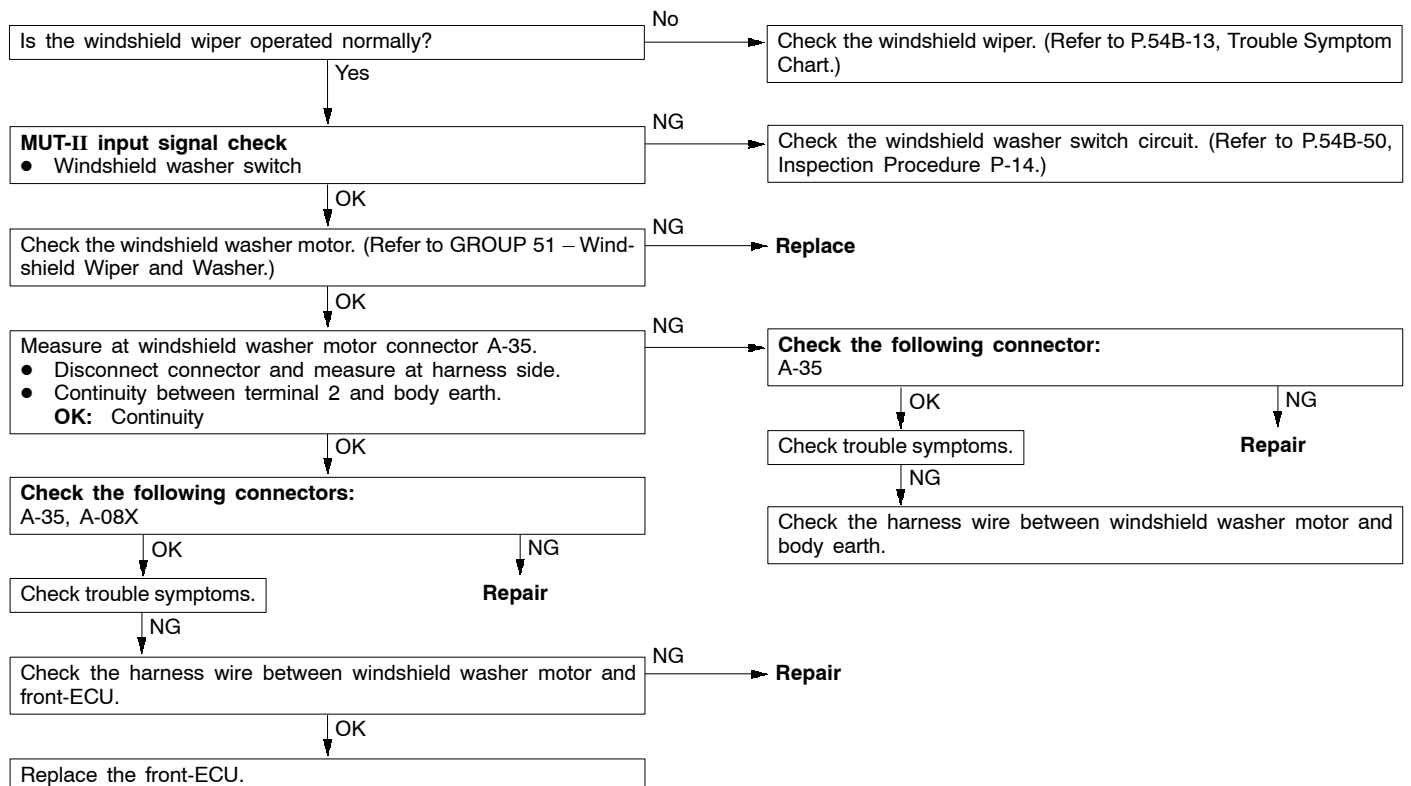 Is the windshield wiper operated normally?
No
Check the windshield wiper. (Refer to P.54B-13, Trouble Symptom
Chart.)
Yes
MUT-II input signal check
● Windshield washer switch
NG
Check the windshield washer switch circuit. (Refer to P.54B-50,
Inspection Procedure P-14.)
OK
Check the windshield washer motor. (Refer to GROUP 51 – Wind-
shield Wiper and Washer.)
NG
Replace
OK
Measure at windshield washer motor connector A-35.
● Disconnect connector and measure at harness side.
● Continuity between terminal 2 and body earth.
OK: Continuity
NG
Check the following connector:
A-35
OK
NG
Check trouble symptoms.
Repair
NG
Check the harness wire between windshield washer motor and
body earth.
OK
Check the following connectors:
A-35, A-08X
OK
NG
Check trouble symptoms.
Repair
NG
Check the harness wire between windshield washer motor and
front-ECU.
NG
Repair
OK
Replace the front-ECU.